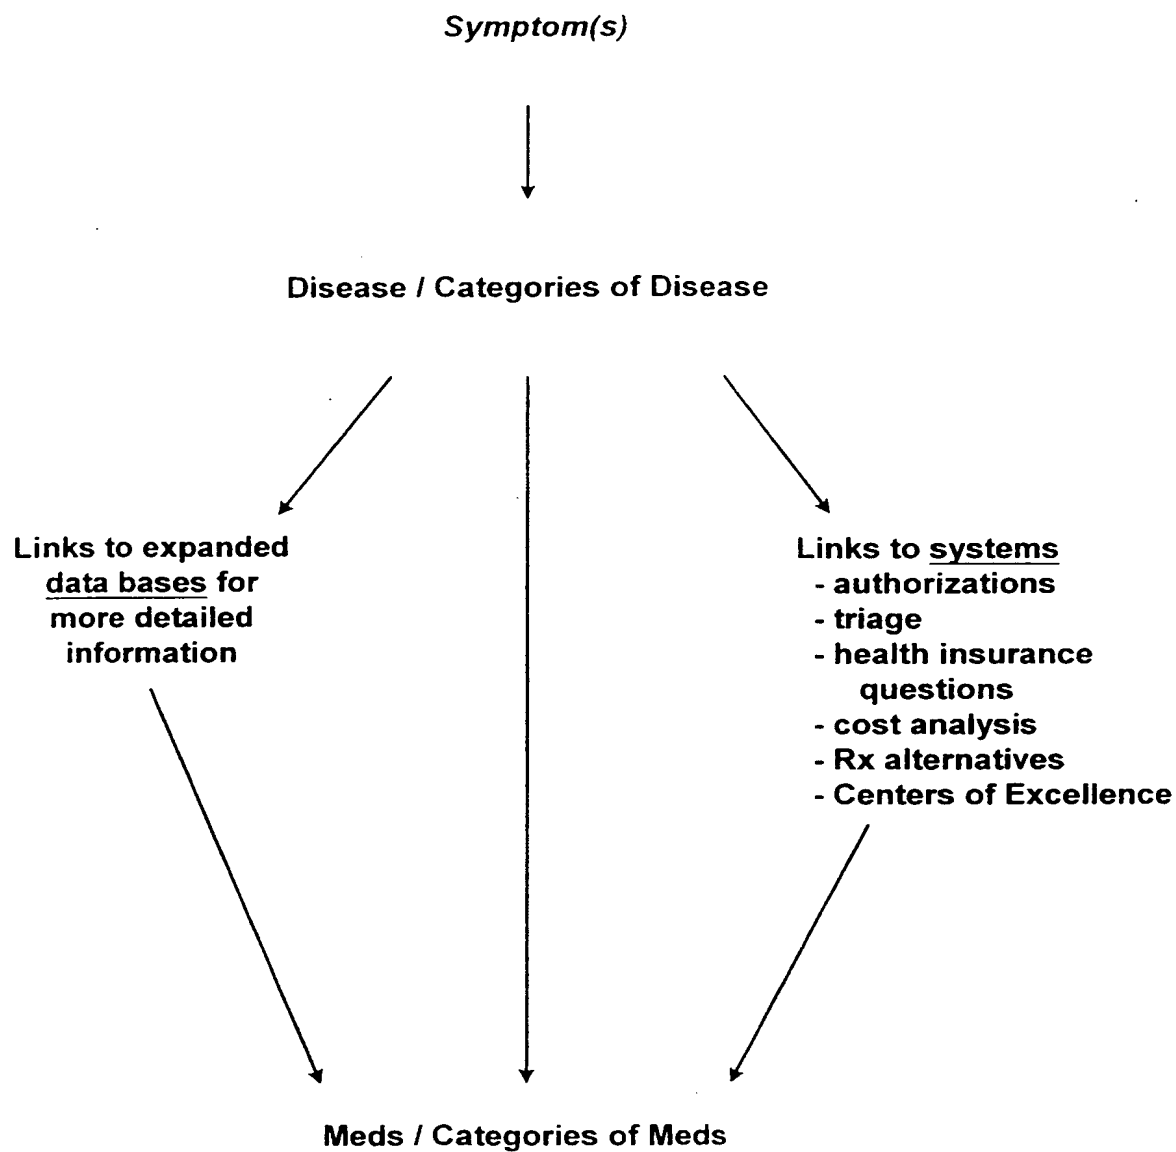 Symptom(s)
Disease / Categories of Disease
Links to expanded
data bases for
more detailed
information
Links to systems
- authorizations
- triage
- health insurance
questions
- cost analysis
- Rx alternatives
- Centers of Excellence
Meds / Categories of Meds